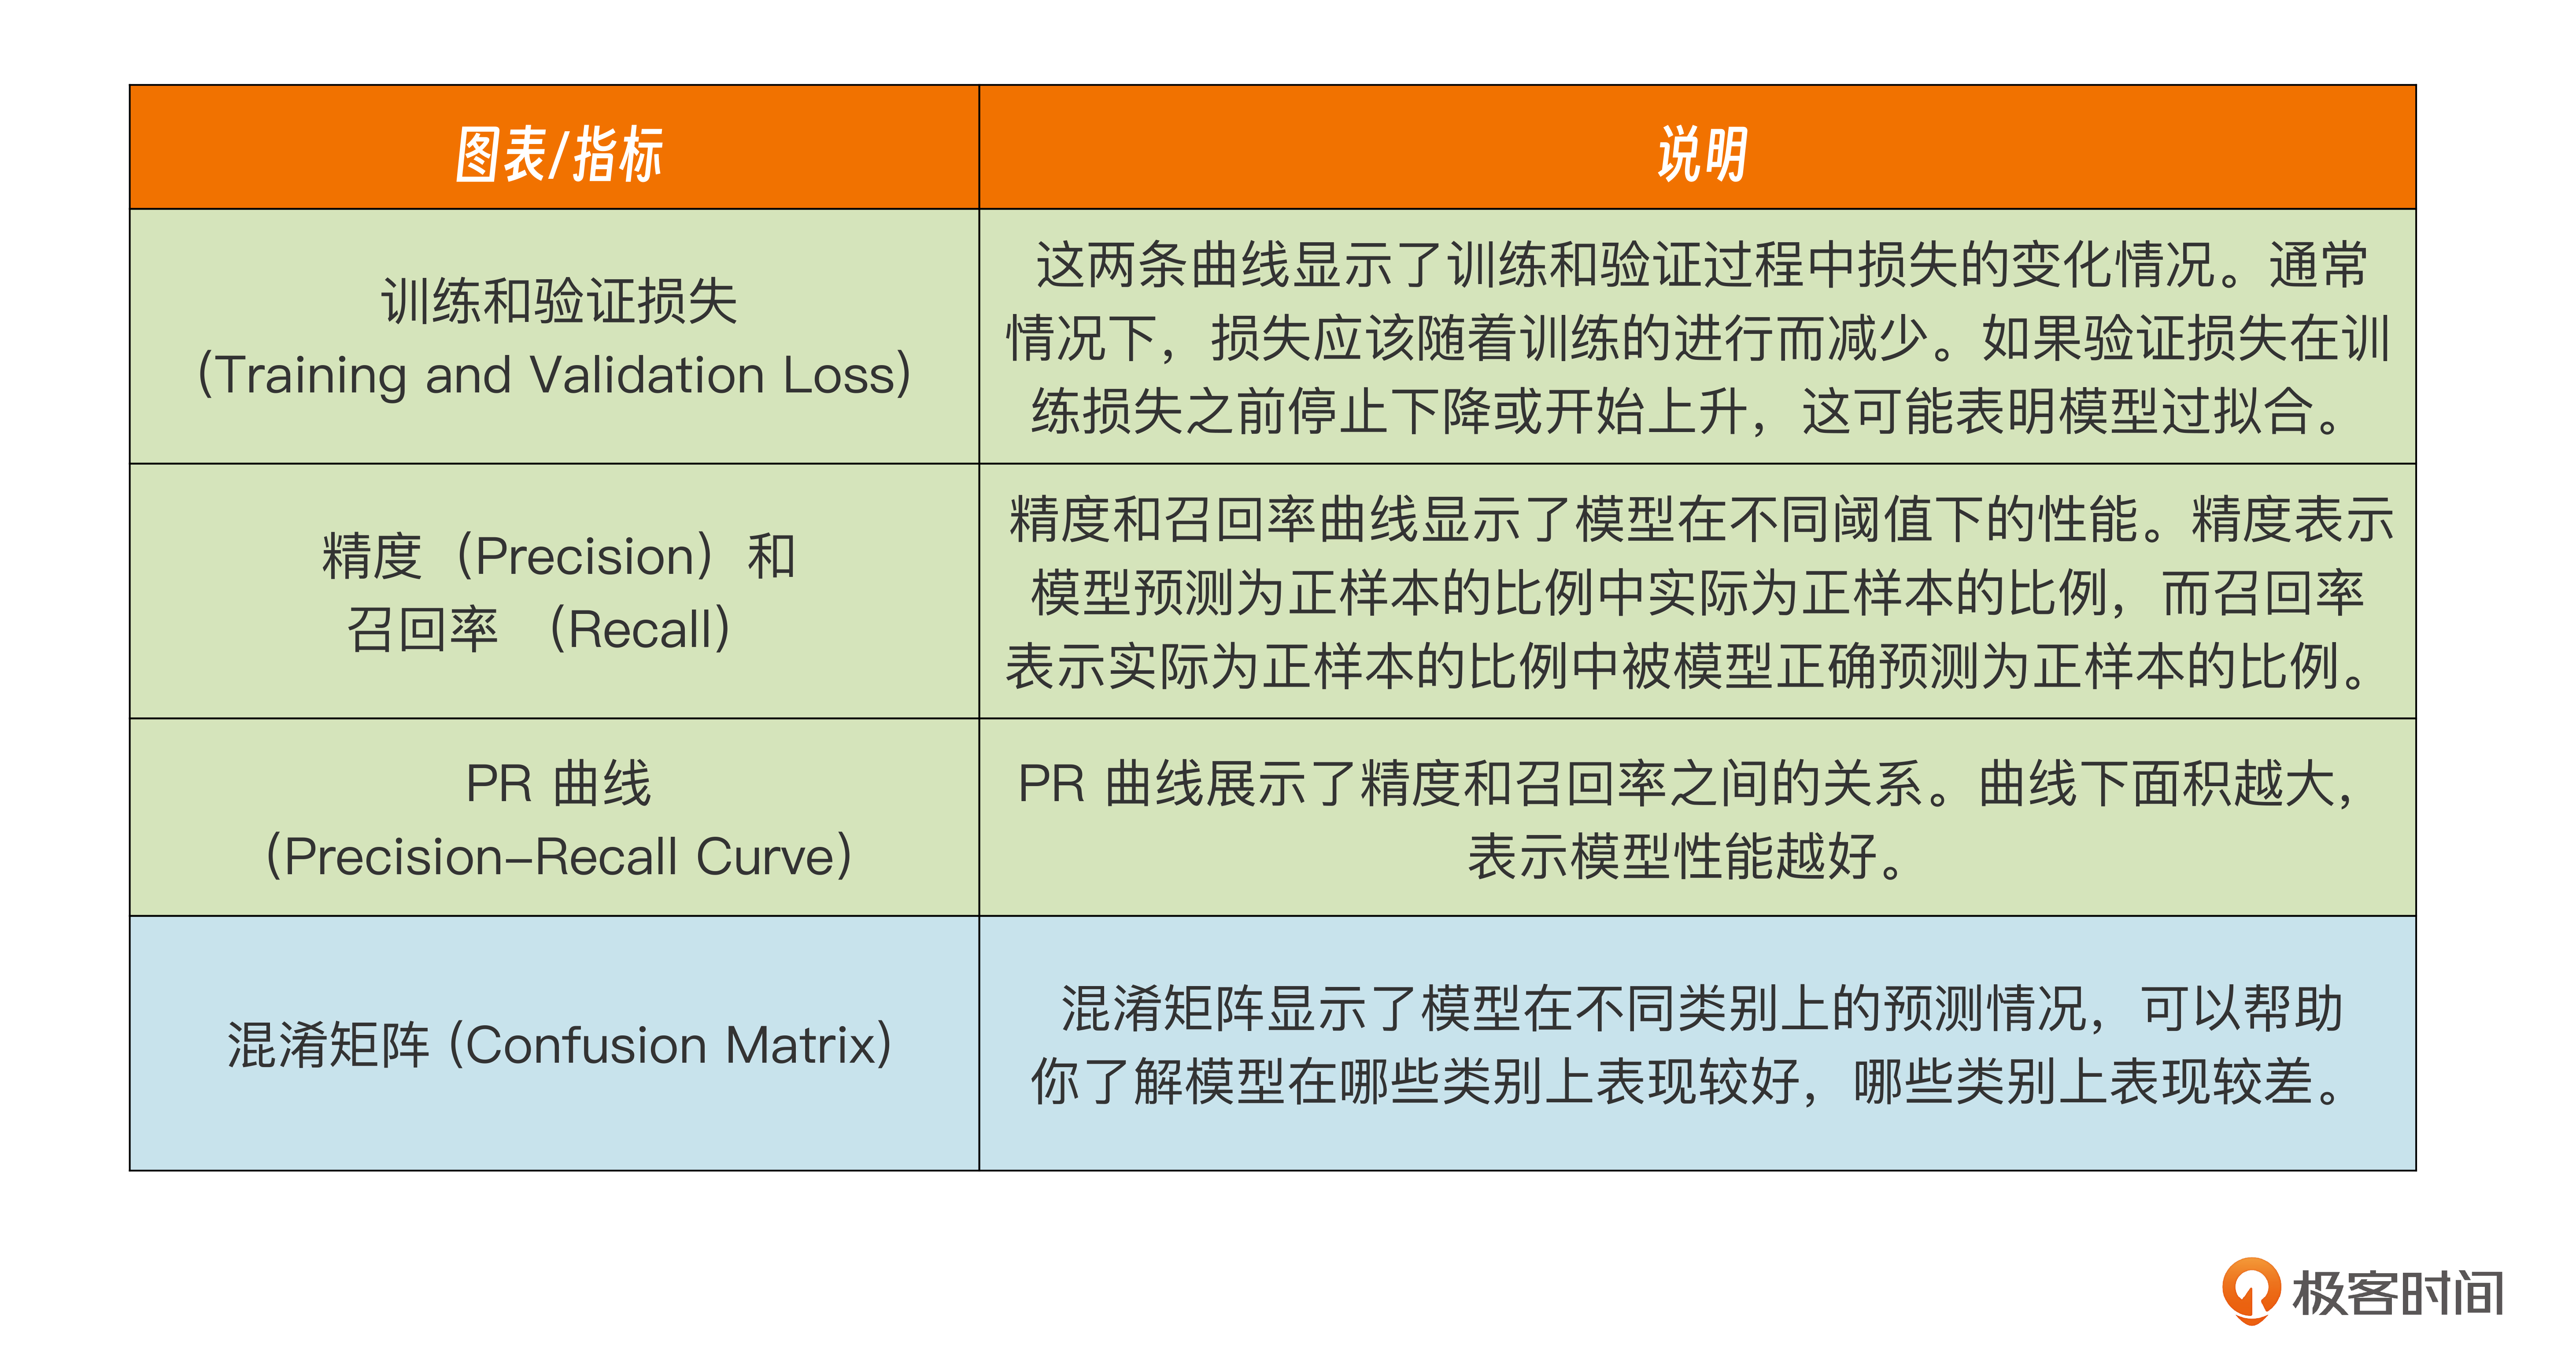 图表/指标
说明
训练和验证损失
(Training and Validation Loss)
这两条曲线显示了训练和验证过程中损失的变化情况。通常
情况下，损失应该随着训练的进行而减少。如果验证损失在训
练损失之前停止下降或开始上升，这可能表明模型过拟合。
精度（Precision）和
召回率 （Recall）
精度和召回率曲线显示了模型在不同阈值下的性能。精度表示
模型预测为正样本的比例中实际为正样本的比例，而召回率
表示实际为正样本的比例中被模型正确预测为正样本的比例。
PR 曲线
(Precision–Recall Curve)
PR 曲线展示了精度和召回率之间的关系。曲线下面积越大，
表示模型性能越好。
混淆矩阵 (Confusion Matrix)
混淆矩阵显示了模型在不同类别上的预测情况，可以帮助
你了解模型在哪些类别上表现较好，哪些类别上表现较差。
极客时间